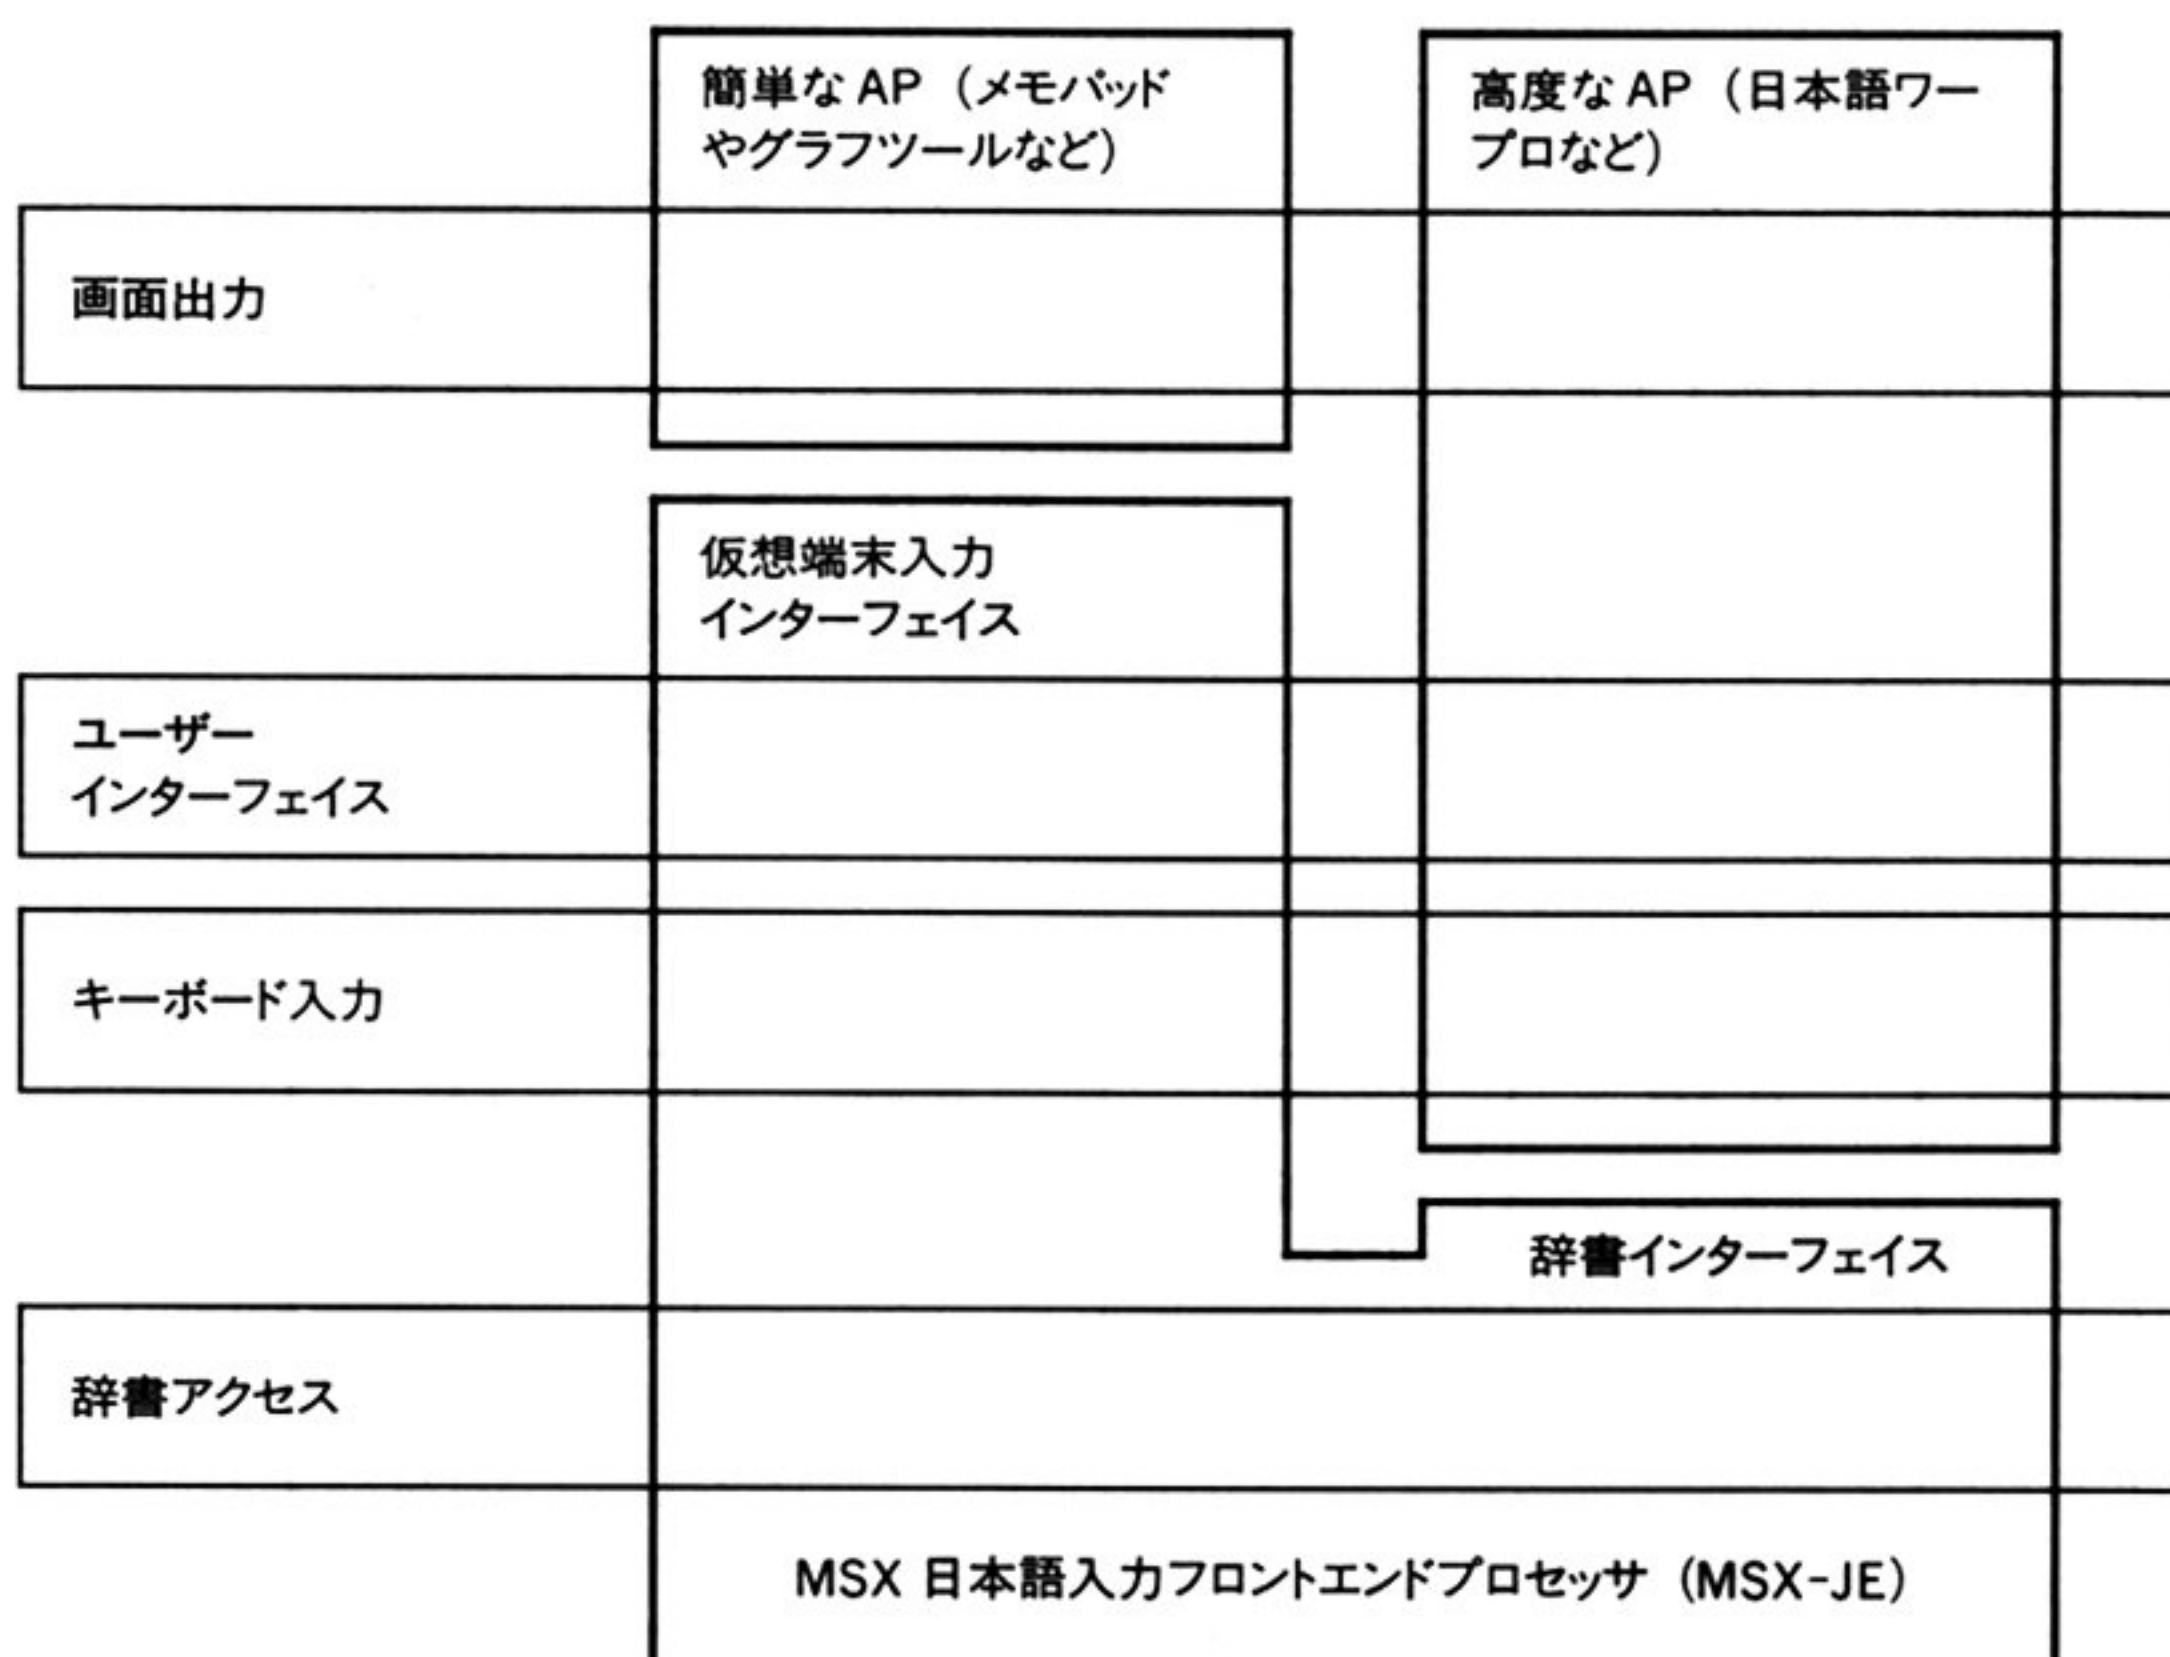 簡単な AP（メモパッド
やグラフツールなど）
高度な AP（日本語ワー
プロなど）
画面出力
仮想端末入力
インターフェイス
ユーザー
インターフェイス
キーボード入力
辞書インターフェイス
辞書アクセス
MSX 日本語入力フロントエンドプロセッサ（MSX-JE）